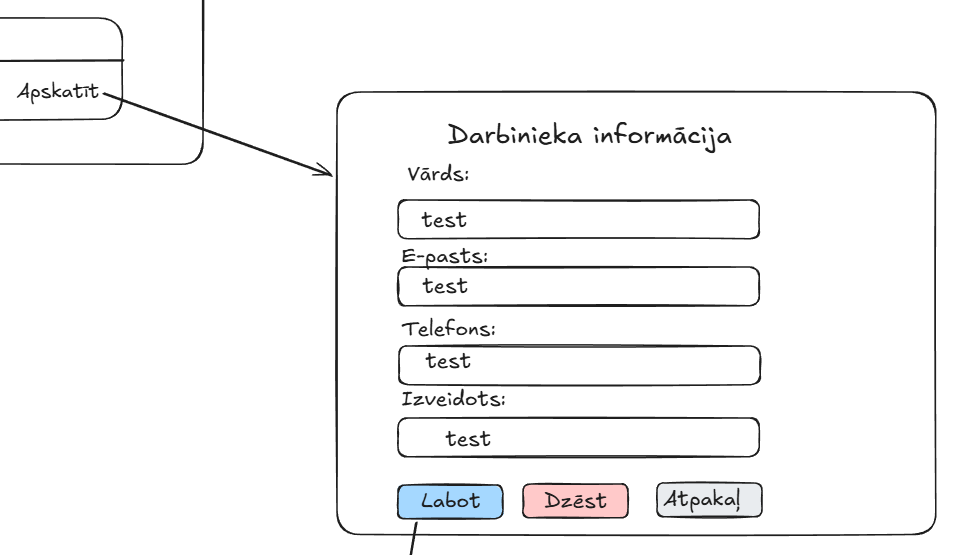 Apskatīt
Darbinieka informācija
Vārds:
test
E-pasts:
test
Telefons:
test
Izveidots:
test
Labot Dzēst Atpakaļ